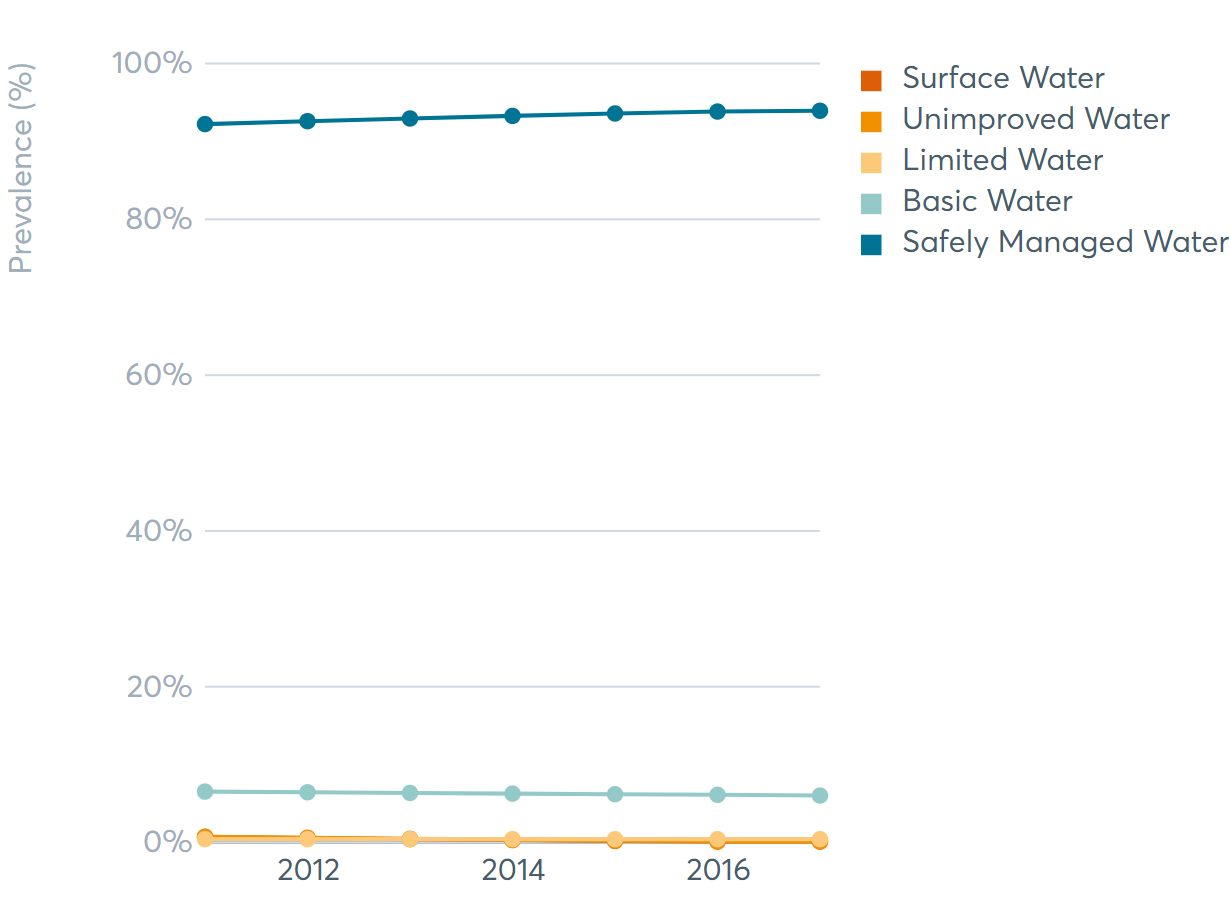 Prevalence (%)
100%
80%
60%
40%
20%
0%
2012
2014
2016
Surface Water
Unimproved Water
Limited Water
Basic Water
Safely Managed Water